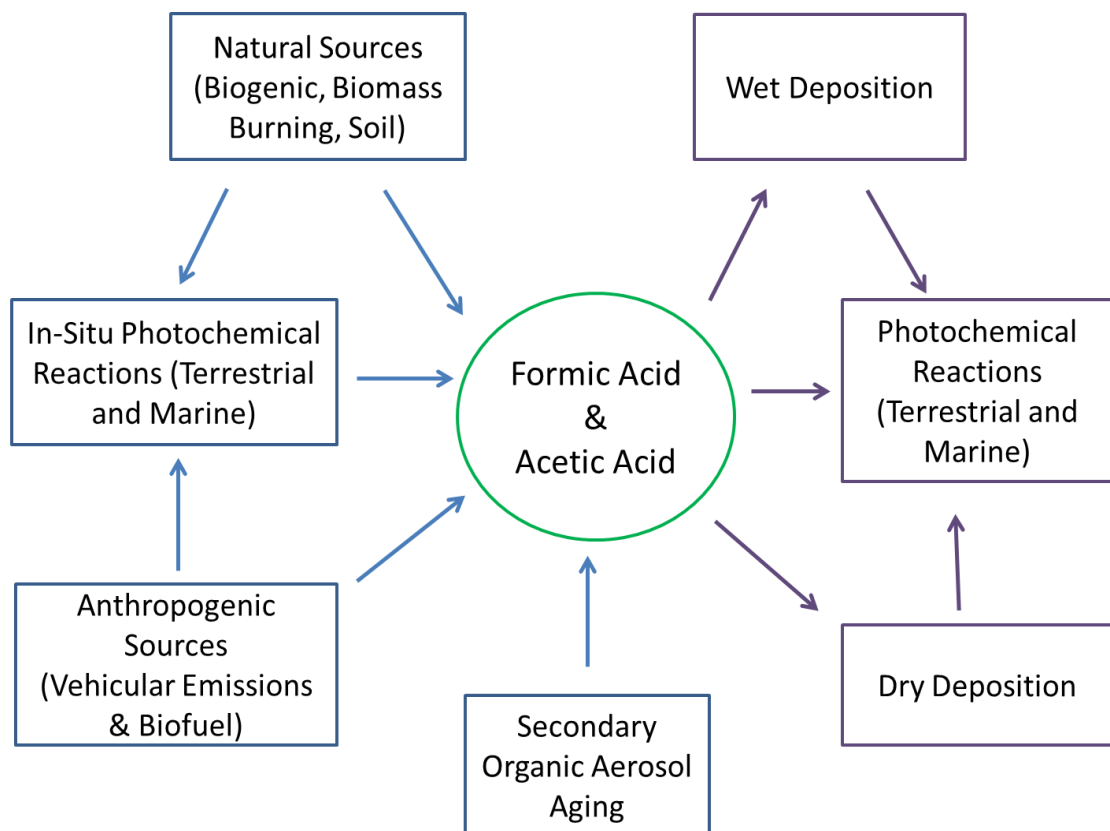 Natural Sources
(Biogenic, Biomass
Burning, Soil)
Wet Deposition
In-Situ Photochemical
Reactions (Terrestrial
and Marine)
Formic Acid
&
Acetic Acid
Photochemical
Reactions
(Terrestrial and
Marine)
Anthropogenic
Sources
(Vehicular Emissions
& Biofuel)
Secondary
Organic Aerosol
Aging
Dry Deposition